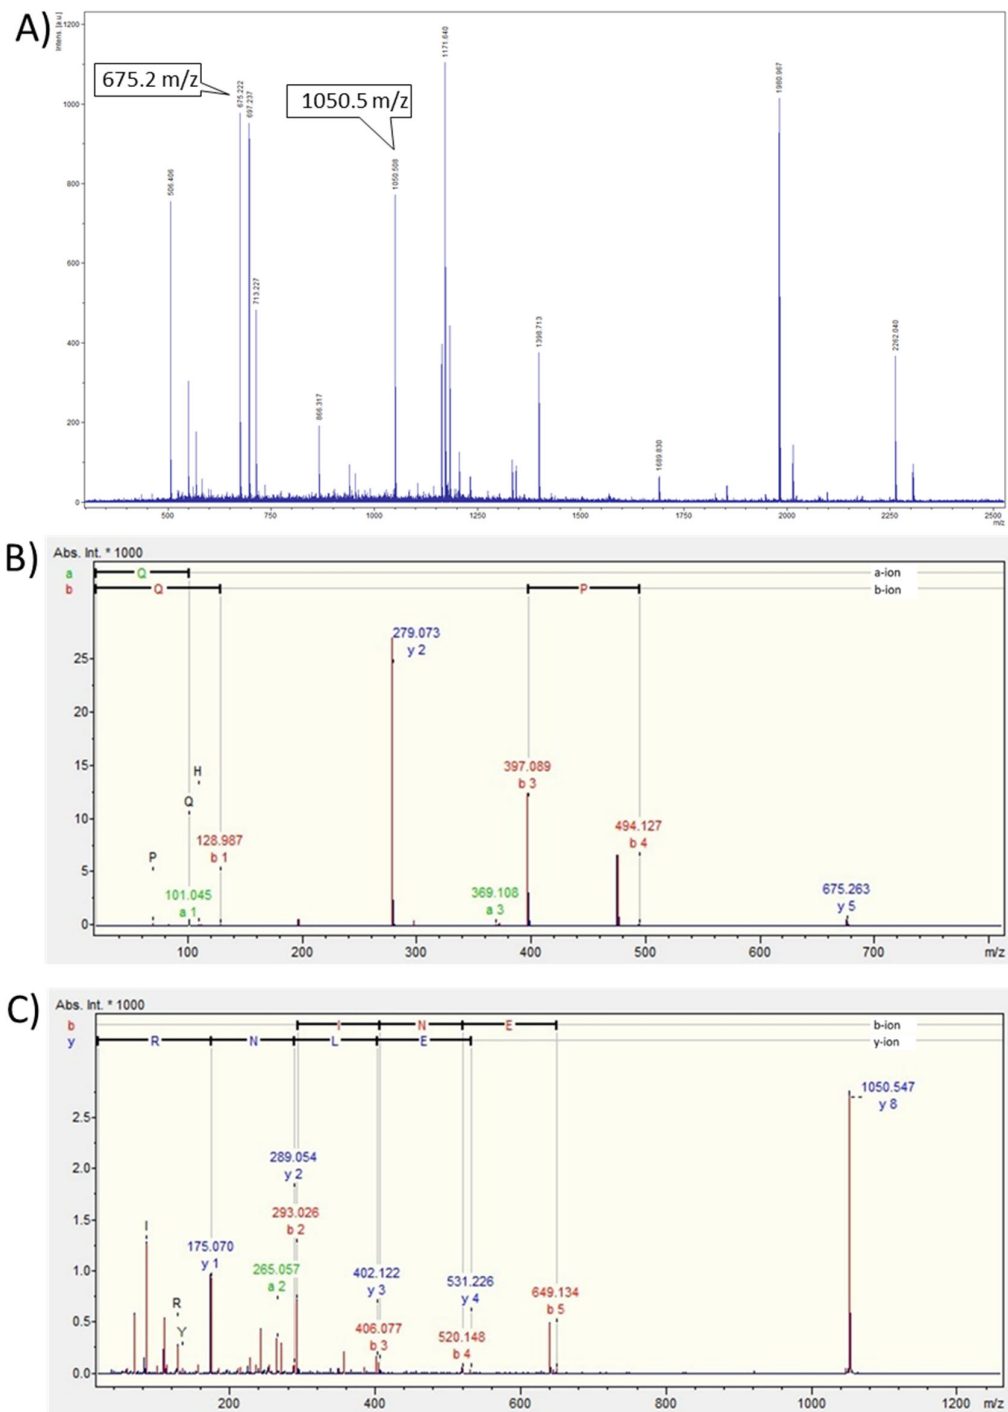 A)
Intens. [a.u.]
1200
1000
800
600
400
200
0
675.2 m/z
1050.5 m/z
506.406
675.222
697.237
713.227
866.317
1050.508
1171.640
1398.713
1689.830
1980.967
2262.040
500 750 1000 1250 1500 1750 2000 2250 2500
m/z
B)
Abs. Int. * 1000
a Q a-ion
b Q P b-ion
279.073
y 2
25
20
15
10
5
0
H
397.089
b 3
Q
P
128.987
b 1
494.127
b 4
101.045
a 1
369.108
a 3
675.263
y 5
100 200 300 400 500 600 700 m/z
C)
Abs. Int. * 1000
b I N E b-ion
y R N L E y-ion
2.5
2.0
1.5
1.0
0.5
0.0
1050.547
y 8
289.054
y 2
293.026
b 2
I
175.070
y 1
265.057
a 2
402.122
y 3
531.226
y 4
649.134
b 5
R
Y
406.077
b 3
520.148
b 4
200 400 600 800 1000 1200 m/z